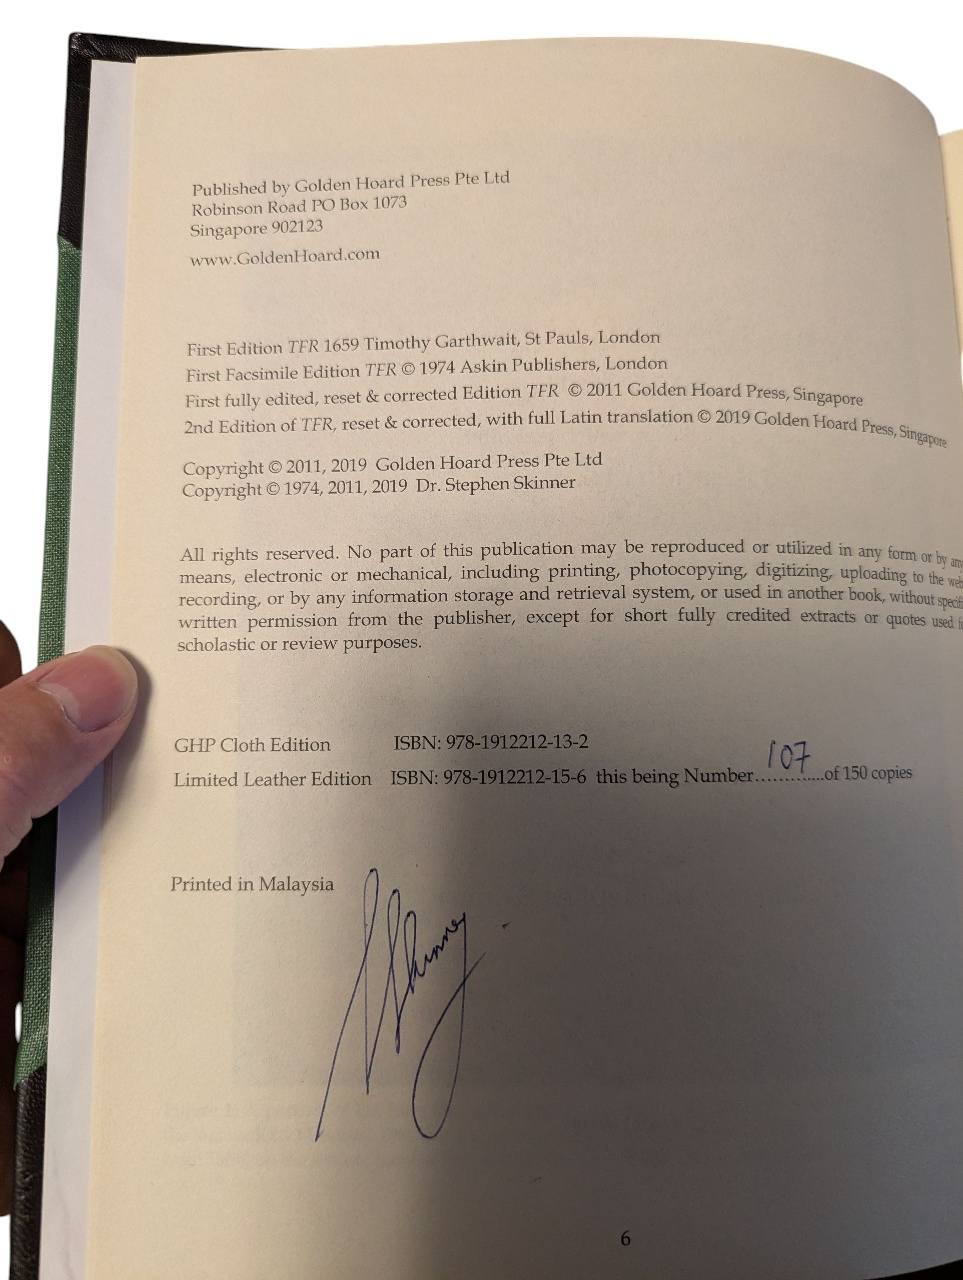 Published by Golden Hoard Press Pte Ltd
Robinson Road PO Box 1073
Singapore 902123
www.GoldenHoard.com
First Edition TFR 1659 Timothy Garthwait, St Pauls, London
First Facsimile Edition TFR © 1974 Askin Publishers, London
First fully edited, reset & corrected Edition TFR © 2011 Golden Hoard Press, Singapore
2nd Edition of TFR, reset & corrected, with full Latin translation © 2019 Golden Hoard Press, Singapore
Copyright © 2011, 2019 Golden Hoard Press Pte Ltd
Copyright © 1974, 2011, 2019 Dr. Stephen Skinner
All rights reserved. No part of this publication may be reproduced or utilized in any form or by any
means, electronic or mechanical, including printing, photocopying, digitizing, uploading to the
recording, or by any information storage and retrieval system, or used in another book, without
written permission from the publisher, except for short fully credited extracts or quotes used
scholastic or review purposes.
GHP Cloth Edition ISBN: 978-1912212-13-2
Limited Leather Edition ISBN: 978-1912212-15-6 this being Number....107....of 150 copies
Printed in Malaysia
SSkinner
6